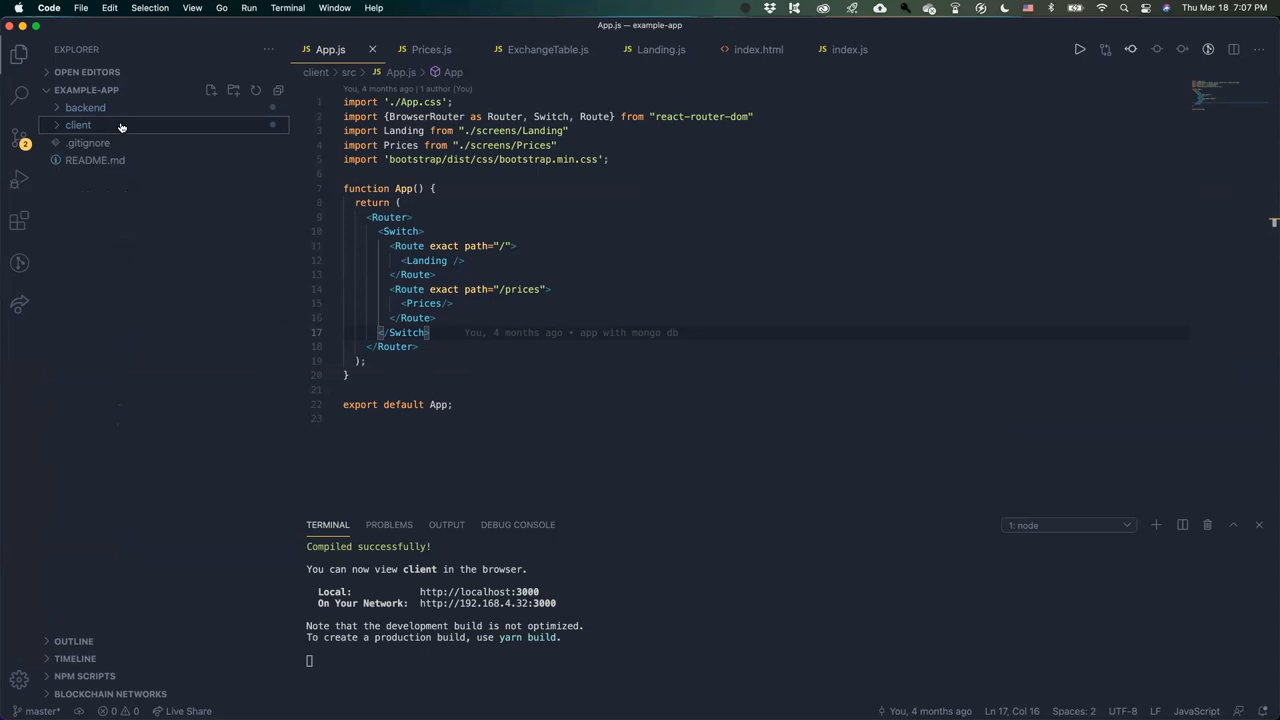 Code File Edit Selection View Go Run Terminal Window Help Thu Mar 18 7:07 PM
App.js — example-app
EXPLORER
App.js Prices.js ExchangeTable.js Landing.js index.html index.js
OPEN EDITORS
EXAMPLE-APP
backend
client
.gitignore
README.md
2
client > src > JS App.js > App
You, 4 months ago | 1 author (You)
1 import './App.css';
2 import {BrowserRouter as Router, Switch, Route} from "react-router-dom"
3 import Landing from "./screens/Landing"
4 import Prices from "./screens/Prices"
5 import 'bootstrap/dist/css/bootstrap.min.css';
6
7 function App() {
8 return (
9 <Router>
10 <Switch>
11 <Route exact path="/">
12 <Landing />
13 </Route>
14 <Route exact path="/prices">
15 <Prices/>
16 </Route>
17 </Switch> You, 4 months ago • app with mongo db
18 </Router>
19 );
20 }
21
22 export default App;
23
TERMINAL PROBLEMS OUTPUT DEBUG CONSOLE 1: node
Compiled successfully!
You can now view client in the browser.
Local: http://localhost:3000
On Your Network: http://192.168.4.32:3000
Note that the development build is not optimized.
To create a production build, use yarn build.
OUTLINE
TIMELINE
NPM SCRIPTS
BLOCKCHAIN NETWORKS
master* 0 0 Live Share You, 4 months ago Ln 17, Col 16 Spaces: 2 UTF-8 LF JavaScript